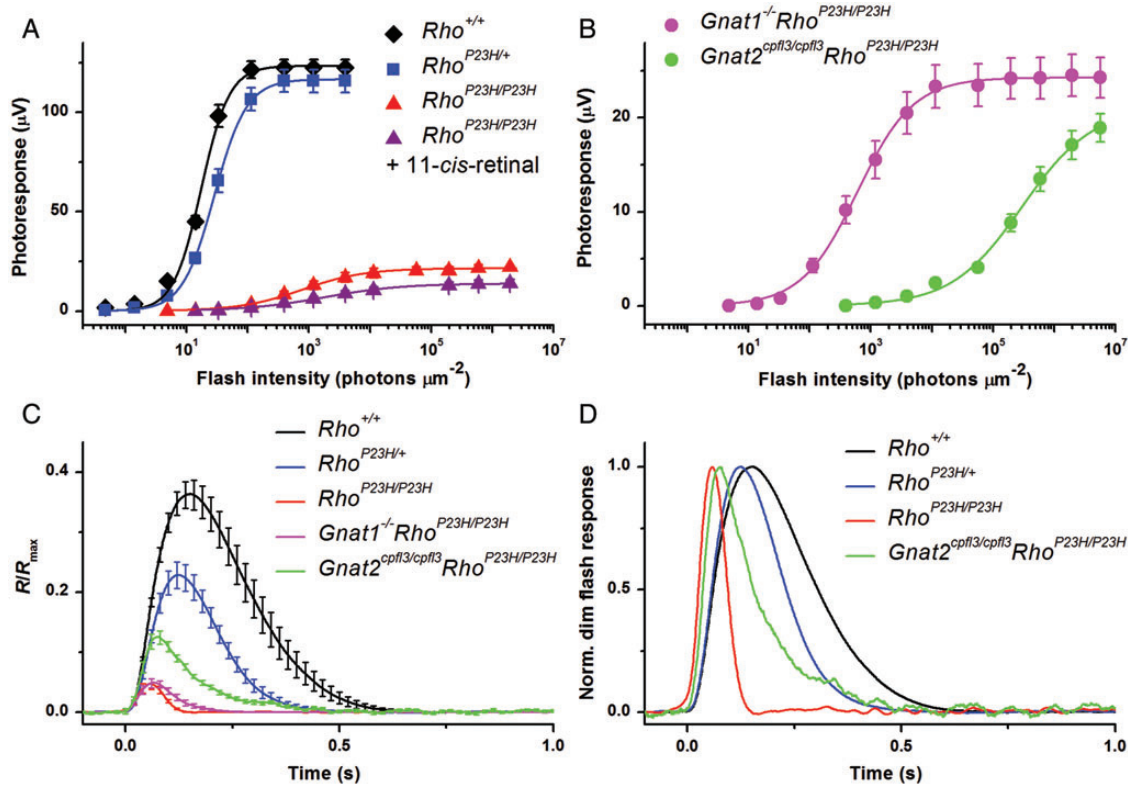 A
Rho+/+
RhoP23H/+
RhoP23H/P23H
RhoP23H/P23H
+ 11-cis-retinal
100
50
0
Photoresponse (μV)
10¹ 10³ 10⁵ 10⁷
Flash intensity (photons μm⁻²)
B
Gnat1-/-RhoP23H/P23H
Gnat2cpfl3/cpfl3RhoP23H/P23H
20
10
0
Photoresponse (μV)
10¹ 10³ 10⁵ 10⁷
Flash intensity (photons μm⁻²)
C
Rho+/+
RhoP23H/+
RhoP23H/P23H
Gnat1-/-RhoP23H/P23H
Gnat2cpfl3/cpfl3RhoP23H/P23H
0.4
0.2
0.0
R/Rmax
0.0 0.5 1.0
Time (s)
D
Rho+/+
RhoP23H/+
RhoP23H/P23H
Gnat2cpfl3/cpfl3RhoP23H/P23H
1.0
0.5
0.0
Norm. dim flash response
0.0 0.5 1.0
Time (s)